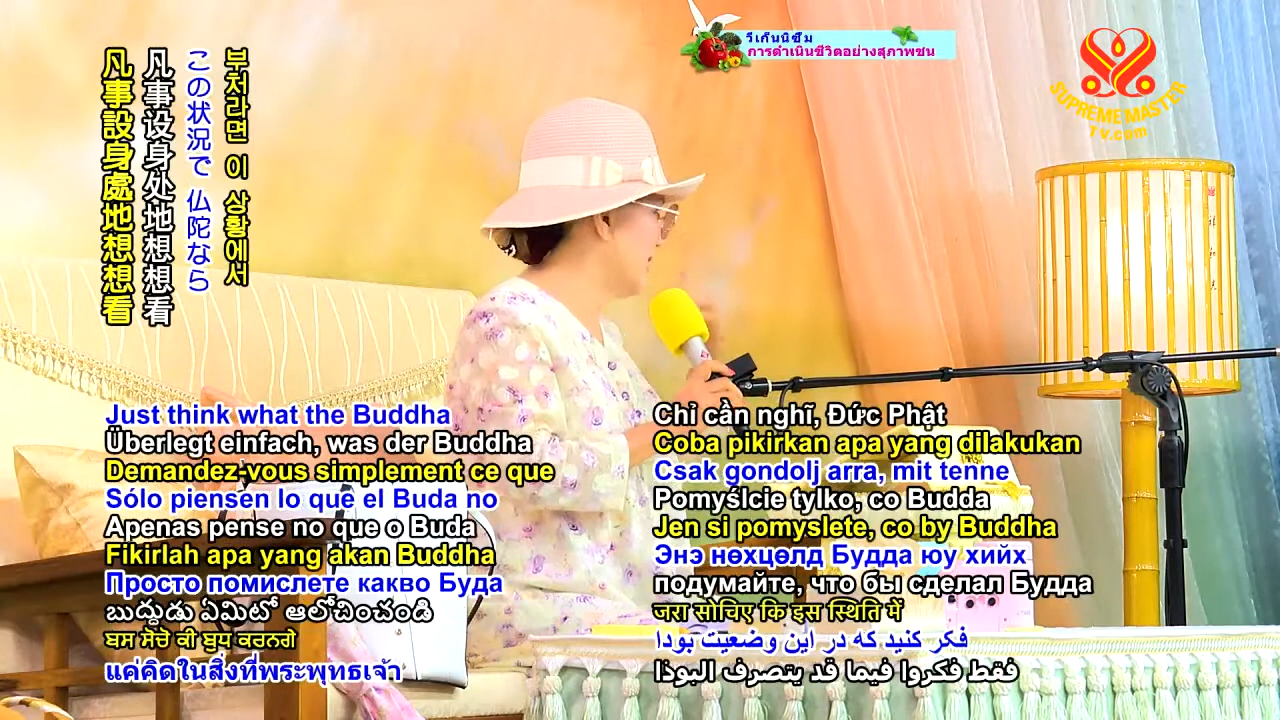 วีแก็นนิซึม
การดำเนินชีวิตอย่างสุภาพชน
SUPREME MASTER
TV.com
부처라면 이 상황에서
この状況で 仏陀なら
凡事设身处地想想看
凡事設身處地想想看
Just think what the Buddha
Überlegt einfach, was der Buddha
Demandez-vous simplement ce que
Sólo piensen lo que el Buda no
Apenas pense no que o Buda
Fikirlah apa yang akan Buddha
Просто помислете какво Буда
బుద్ధుడు ఏమిటో ఆలోచించండి
ਬਸ ਸੋਚੋ ਕੀ ਬੁਧ ਕਰਨਗੇ
แค่คิดในสิ่งที่พระพุทธเจ้า
Chỉ cần nghĩ, Đức Phật
Coba pikirkan apa yang dilakukan
Csak gondolj arra, mit tenne
Pomyślcie tylko, co Budda
Jen si pomyslete, co by Buddha
Энэ нөхцөлд Будда юу хийх
подумайте, что бы сделал Будда
जरा सोचिए कि इस स्थिति में
فکر کنید که در این وضعیت بودا
فقط فكروا فيما قد يتصرف البوذا